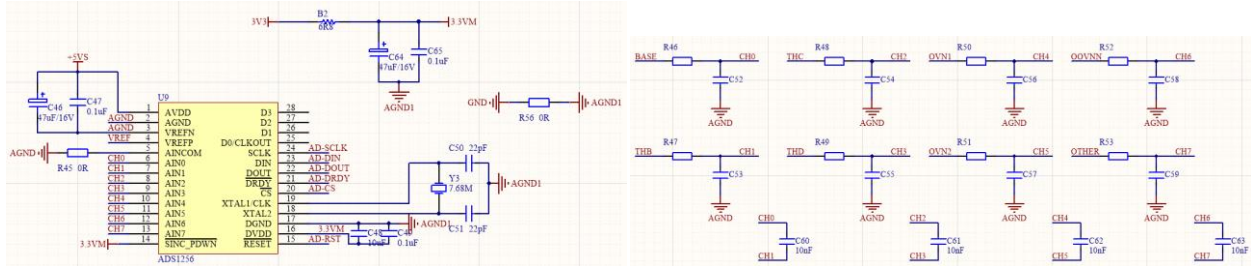 B2
3V3
3.3VM
6R8
C64
C65
47uF/16V
0.1uF
AGND1
+5VS
U9
C46
C47
47uF/16V
0.1uF
GND
AGND1
R56 0R
AGND
AGND
VREF
AGND
R45 0R
CH0
CH1
CH2
CH3
CH4
CH5
CH6
CH7
3.3VM
1
2
3
4
5
6
7
8
9
10
11
12
13
14
AVDD
AGND
VREFN
VREFP
AINCOM
AIN0
AIN1
AIN2
AIN3
AIN4
AIN5
AIN6
AIN7
SINC_PDWN
D3
D2
D1
D0/CLKOUT
SCLK
DIN
DOUT
DRDY
CS
XTAL1/CLK
XTAL2
DGND
DVDD
RESET
28
27
26
25
24
23
22
21
20
19
18
17
16
15
AD-SCLK
AD-DIN
AD-DOUT
AD-DRDY
AD-CS
3.3VM
AD-RST
ADS1256
C50 22pF
Y3
7.68M
AGND1
C51 22pF
AGND1
C48
10uF
0.1uF
R46
BASE
CH0
C52
AGND
R48
THC
CH2
C54
AGND
R50
OVN1
CH4
C56
AGND
R52
OOVNN
CH6
C58
AGND
R47
THB
CH1
C53
AGND
R49
THD
CH3
C55
AGND
R51
OVN2
CH5
C57
AGND
R53
OTHER
CH7
C59
AGND
CH0
C60
10nF
CH1
CH2
C61
10nF
CH3
CH4
C62
10nF
CH5
CH6
C63
10nF
CH7